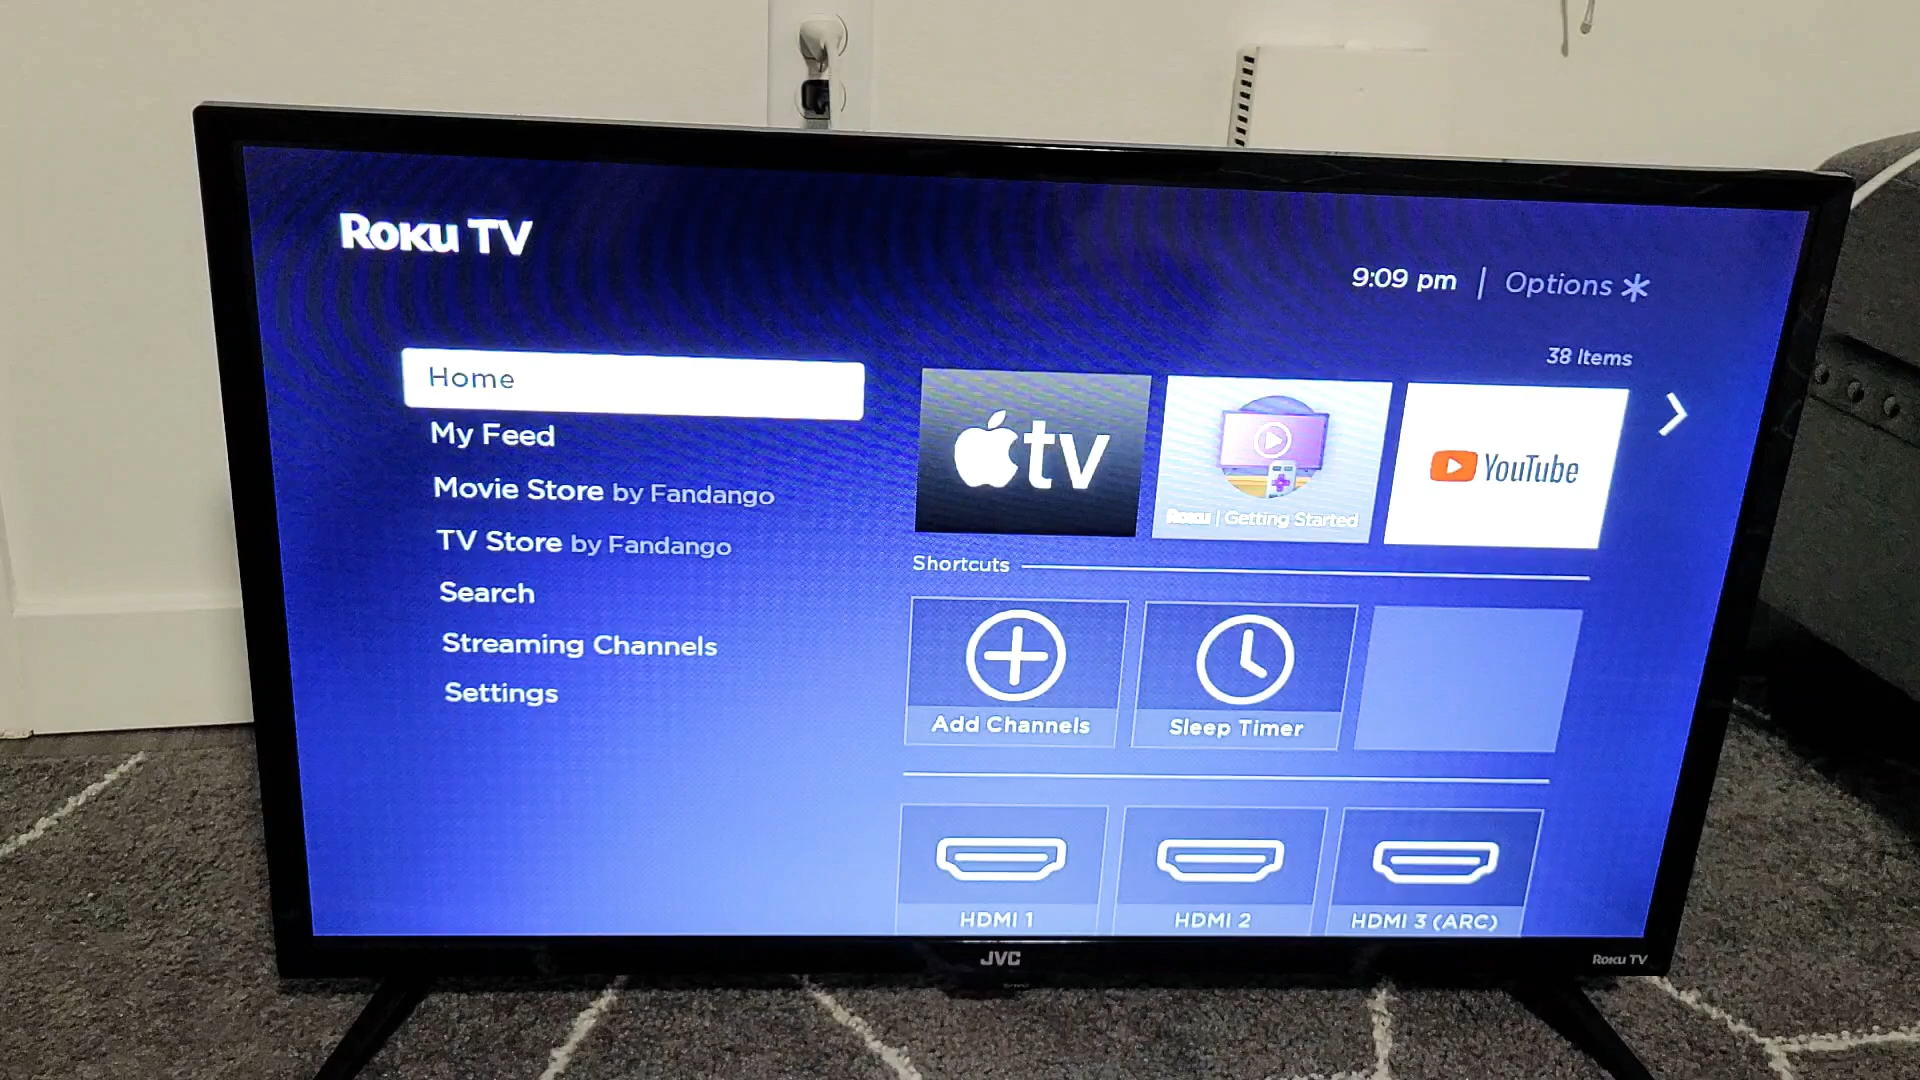 Roku TV
9:09 pm | Options
38 Items
Home
My Feed
Movie Store by Fandango
TV Store by Fandango
Search
Streaming Channels
Settings
tv
Roku | Getting Started
YouTube
Shortcuts
Add Channels
Sleep Timer
HDMI 1
HDMI 2
HDMI 3 (ARC)
JVC
Roku TV